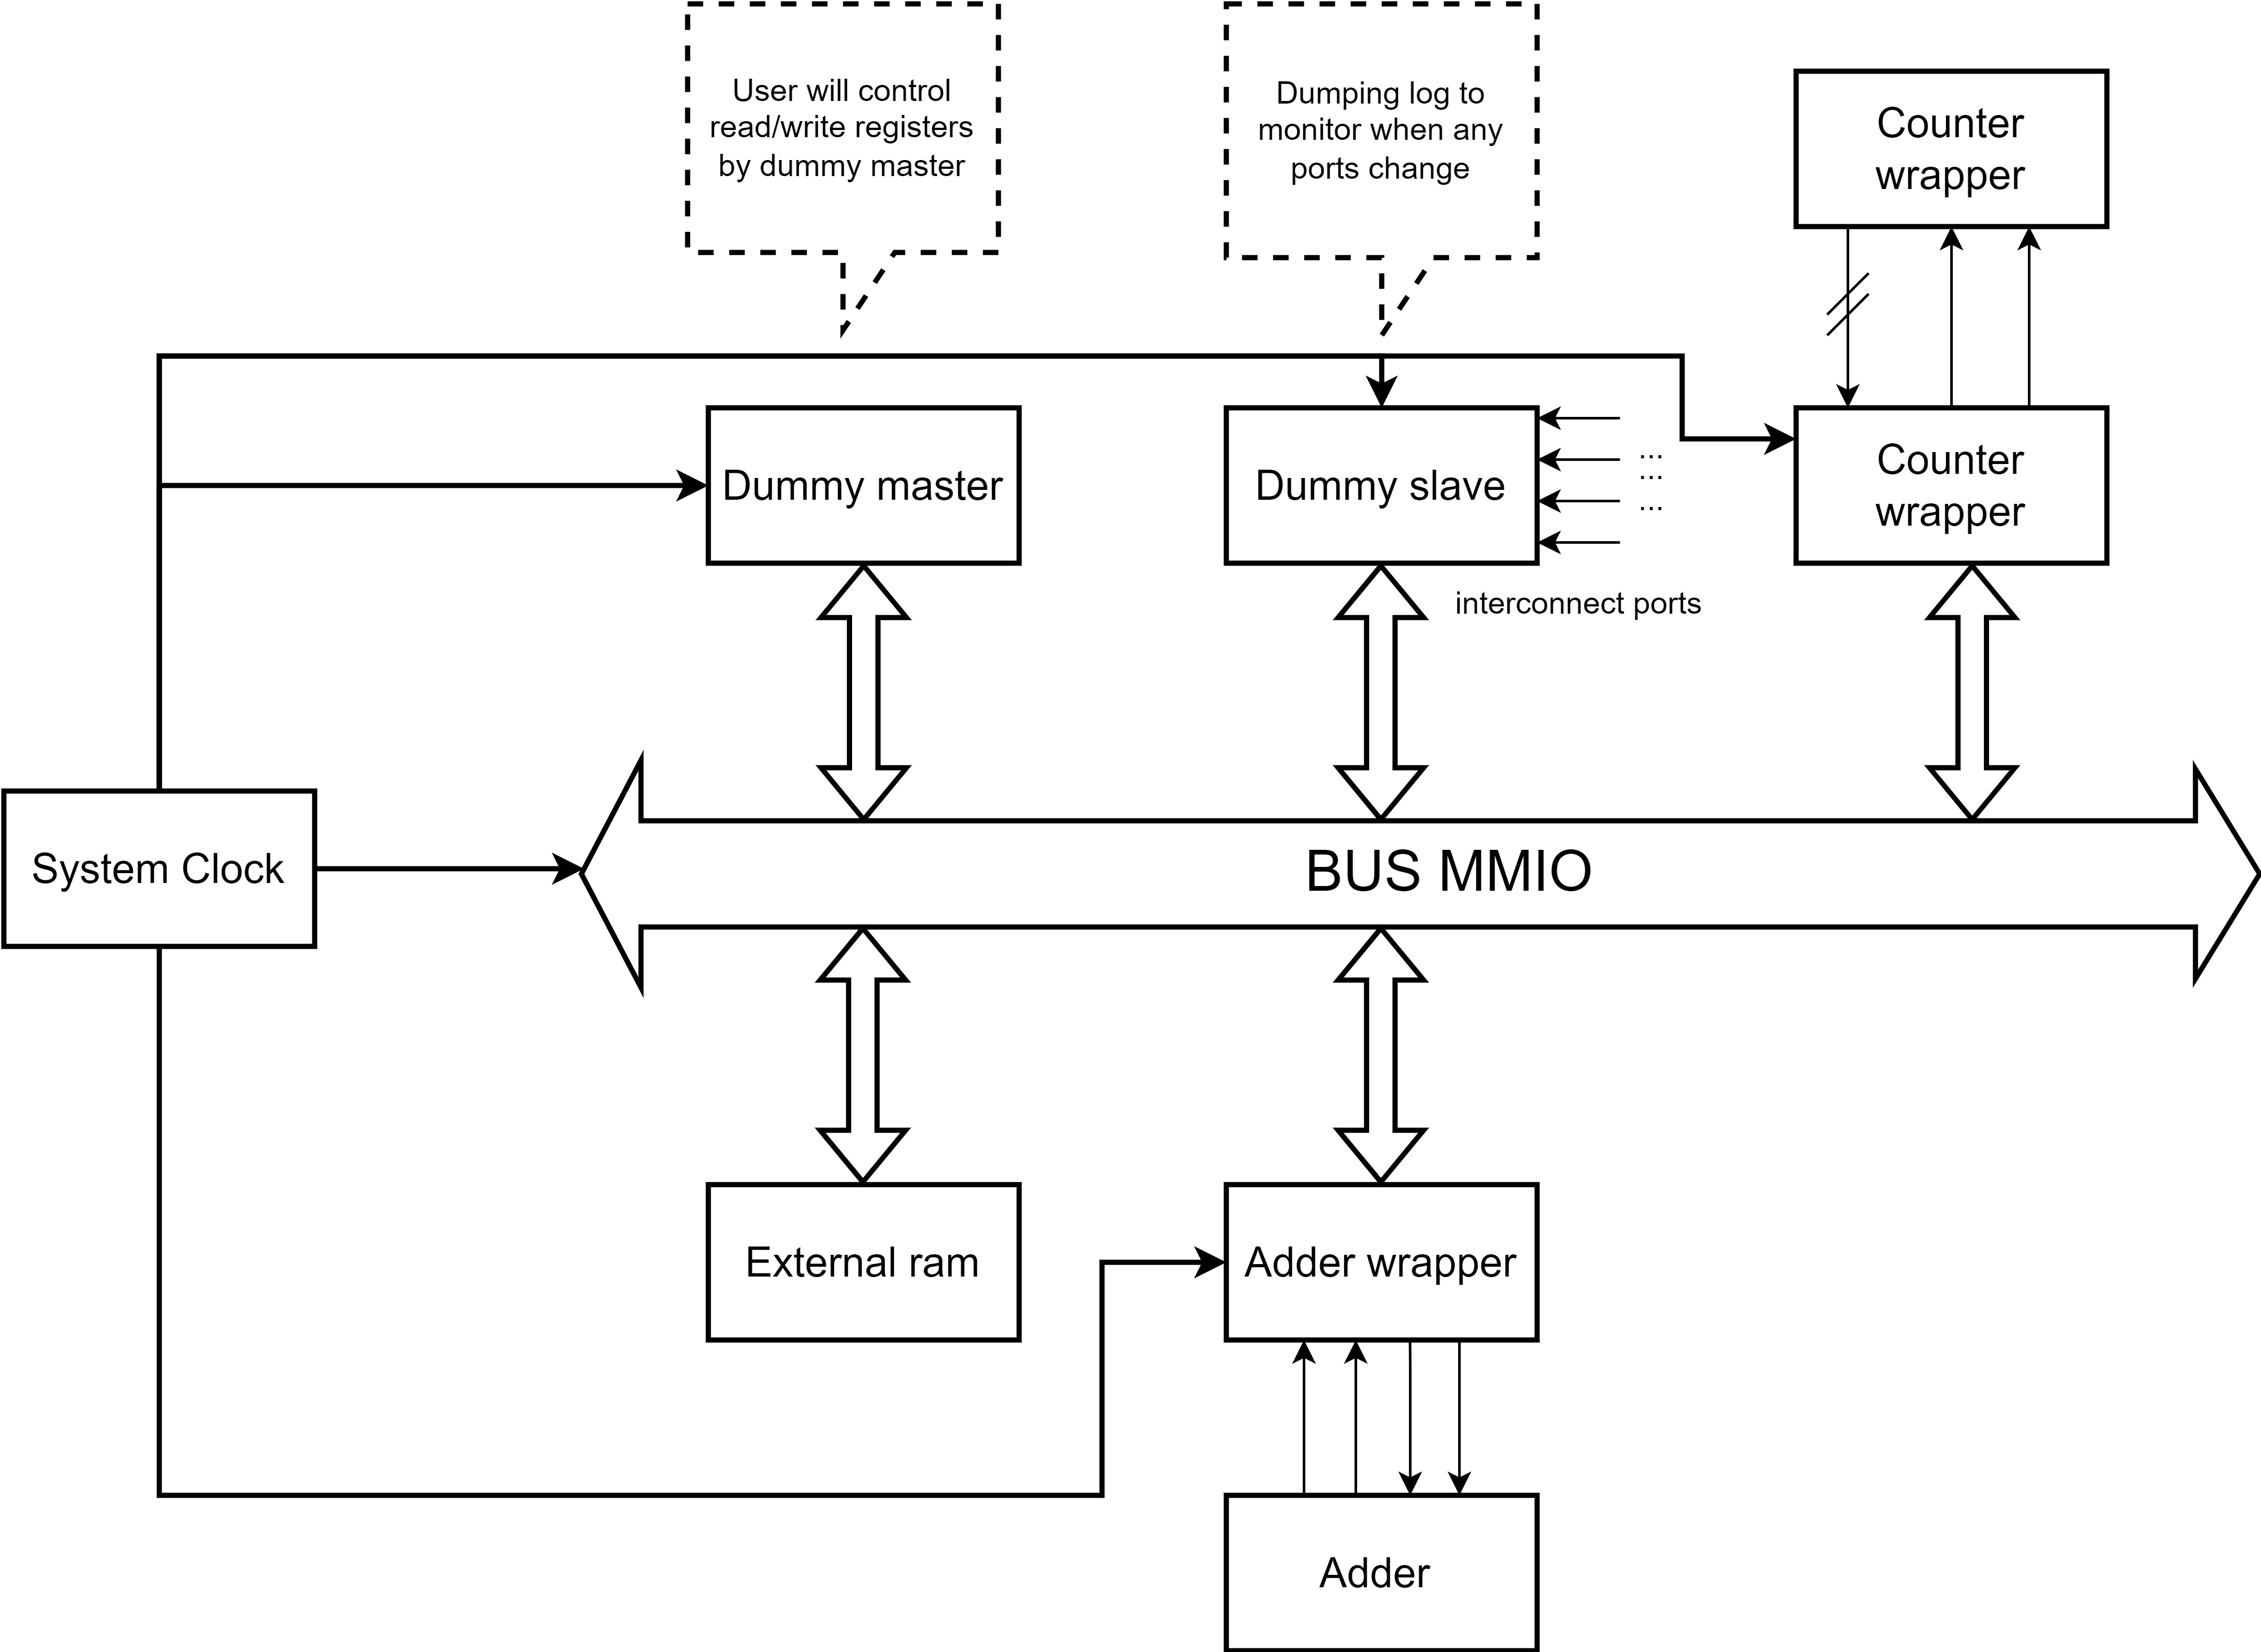 User will control
read/write registers
by dummy master
Dumping log to
monitor when any
ports change
Counter
wrapper
Dummy master
Dummy slave
...
...
...
Counter
wrapper
interconnect ports
System Clock
BUS MMIO
External ram
Adder wrapper
Adder